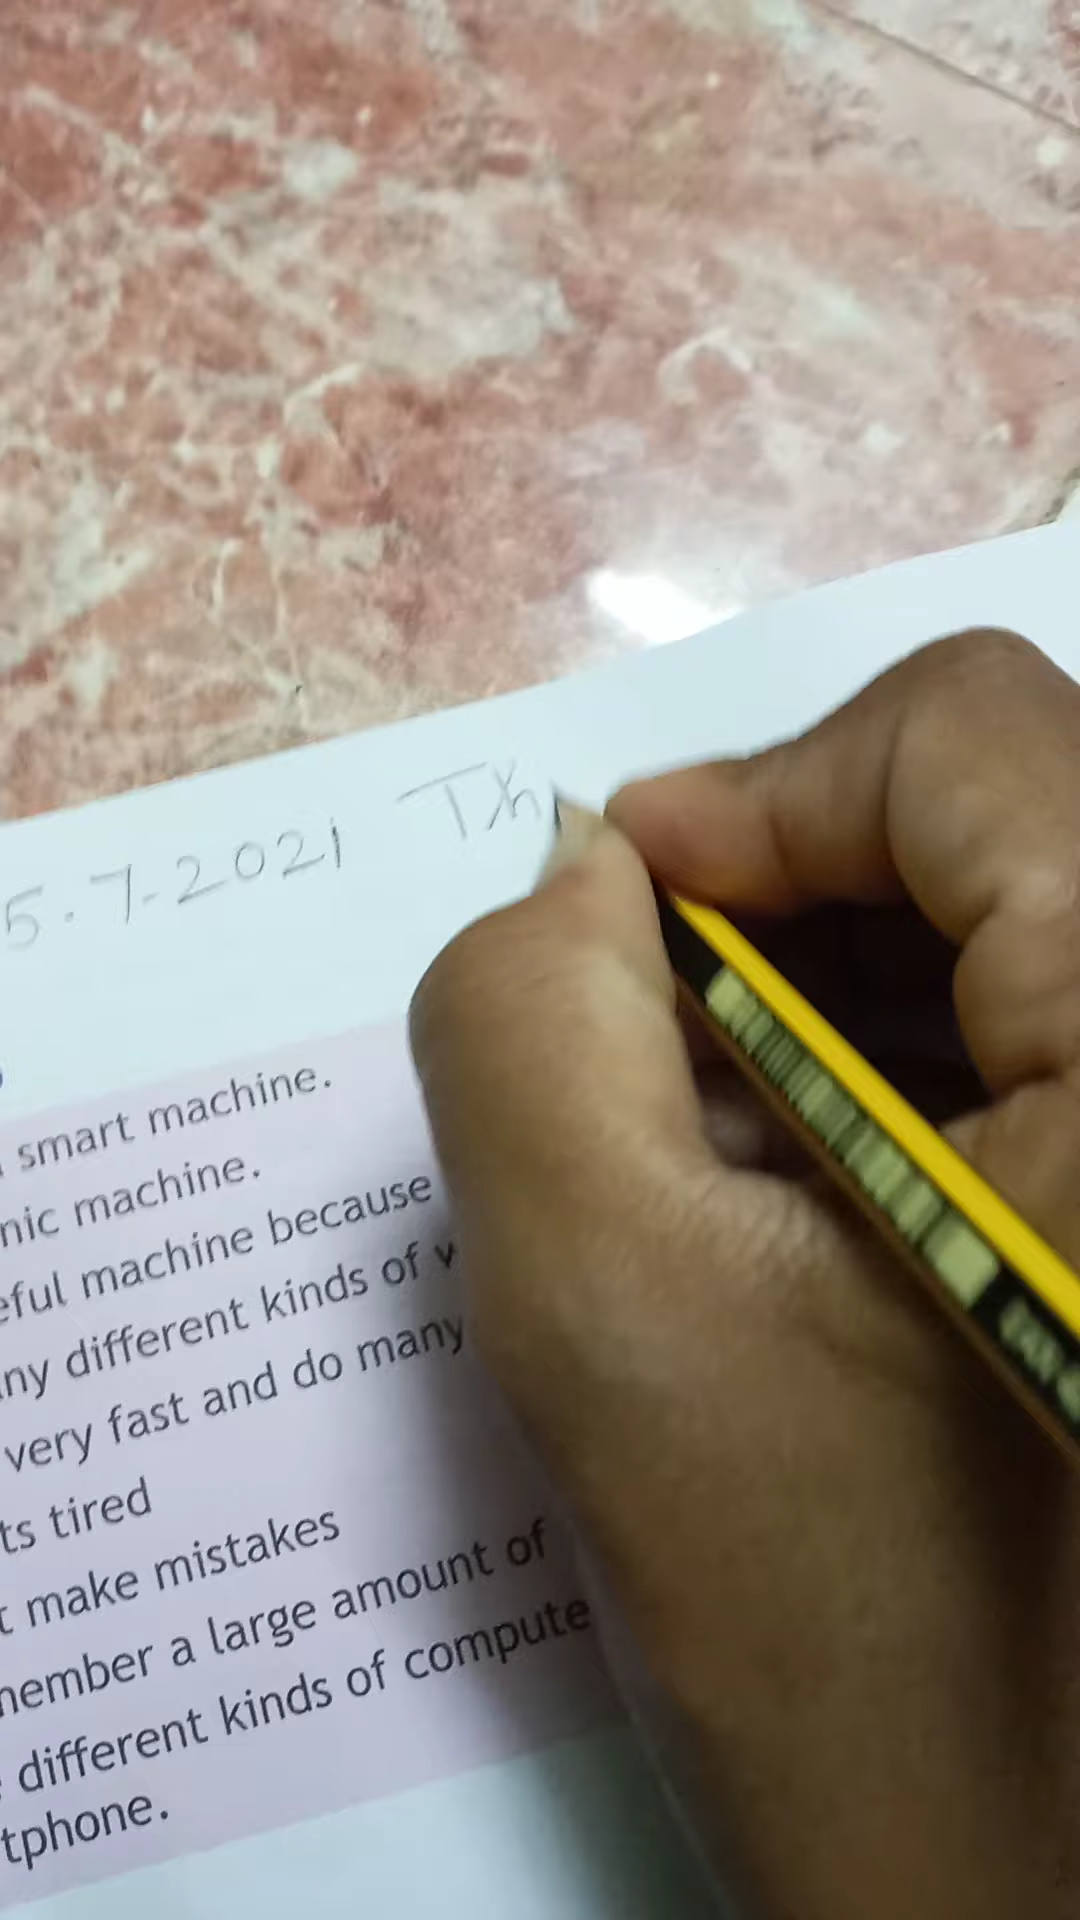 5.7.2021 Th
smart machine.
nic machine.
eful machine because
ny different kinds of
very fast and do many
ts tired
t make mistakes
member a large amount of
different kinds of compute
tphone.